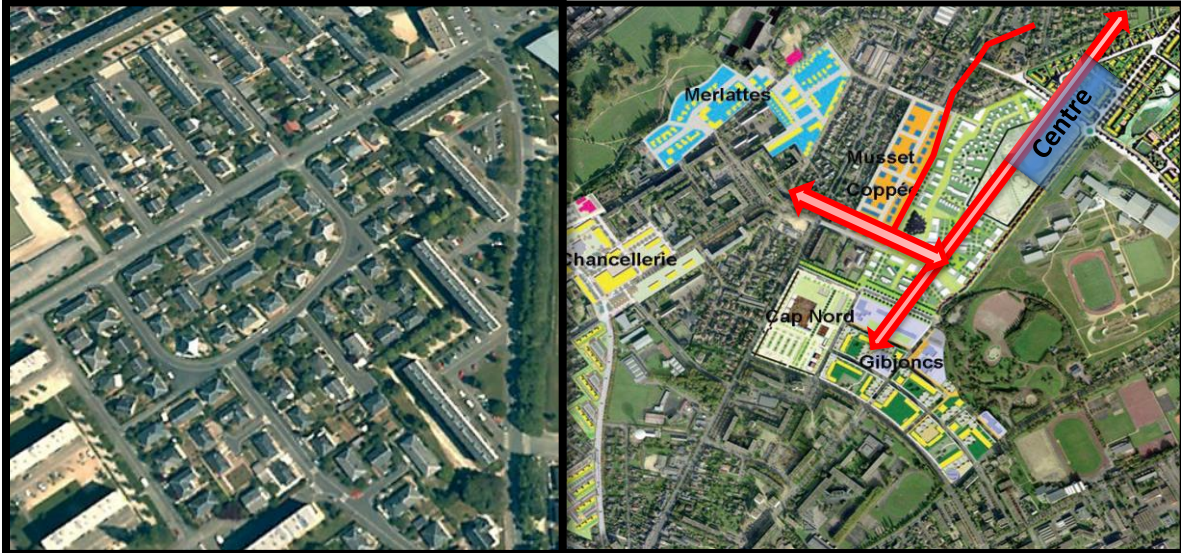 Merlattes
Centre
Musset
Coppée
Chancellerie
Cap Nord
Gibjoncs